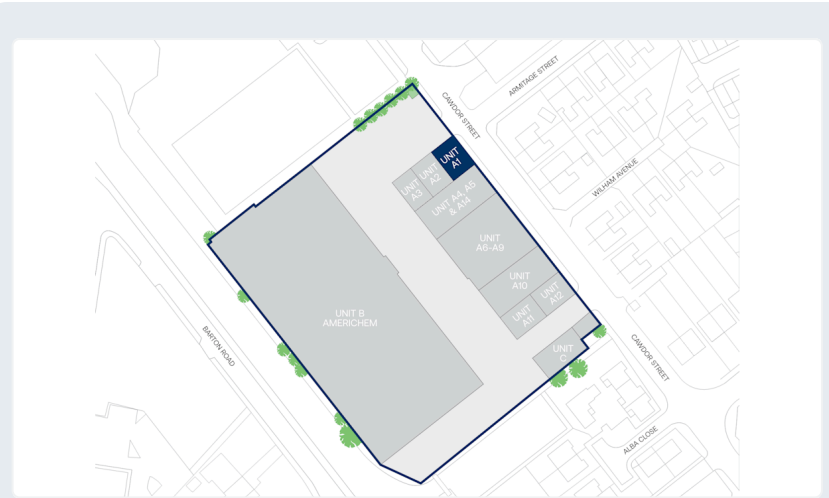 ARMITAGE STREET
CAWDOR STREET
UNIT
A1
UNIT
A2
UNIT
A3
WILHAM AVENUE
UNIT A4, A5
& A14
UNIT
A6-A9
UNIT
A10
UNIT
A12
UNIT
A11
UNIT B
AMERICHEM
BARTON ROAD
UNIT
C
CAWDOR STREET
ALBA CLOSE